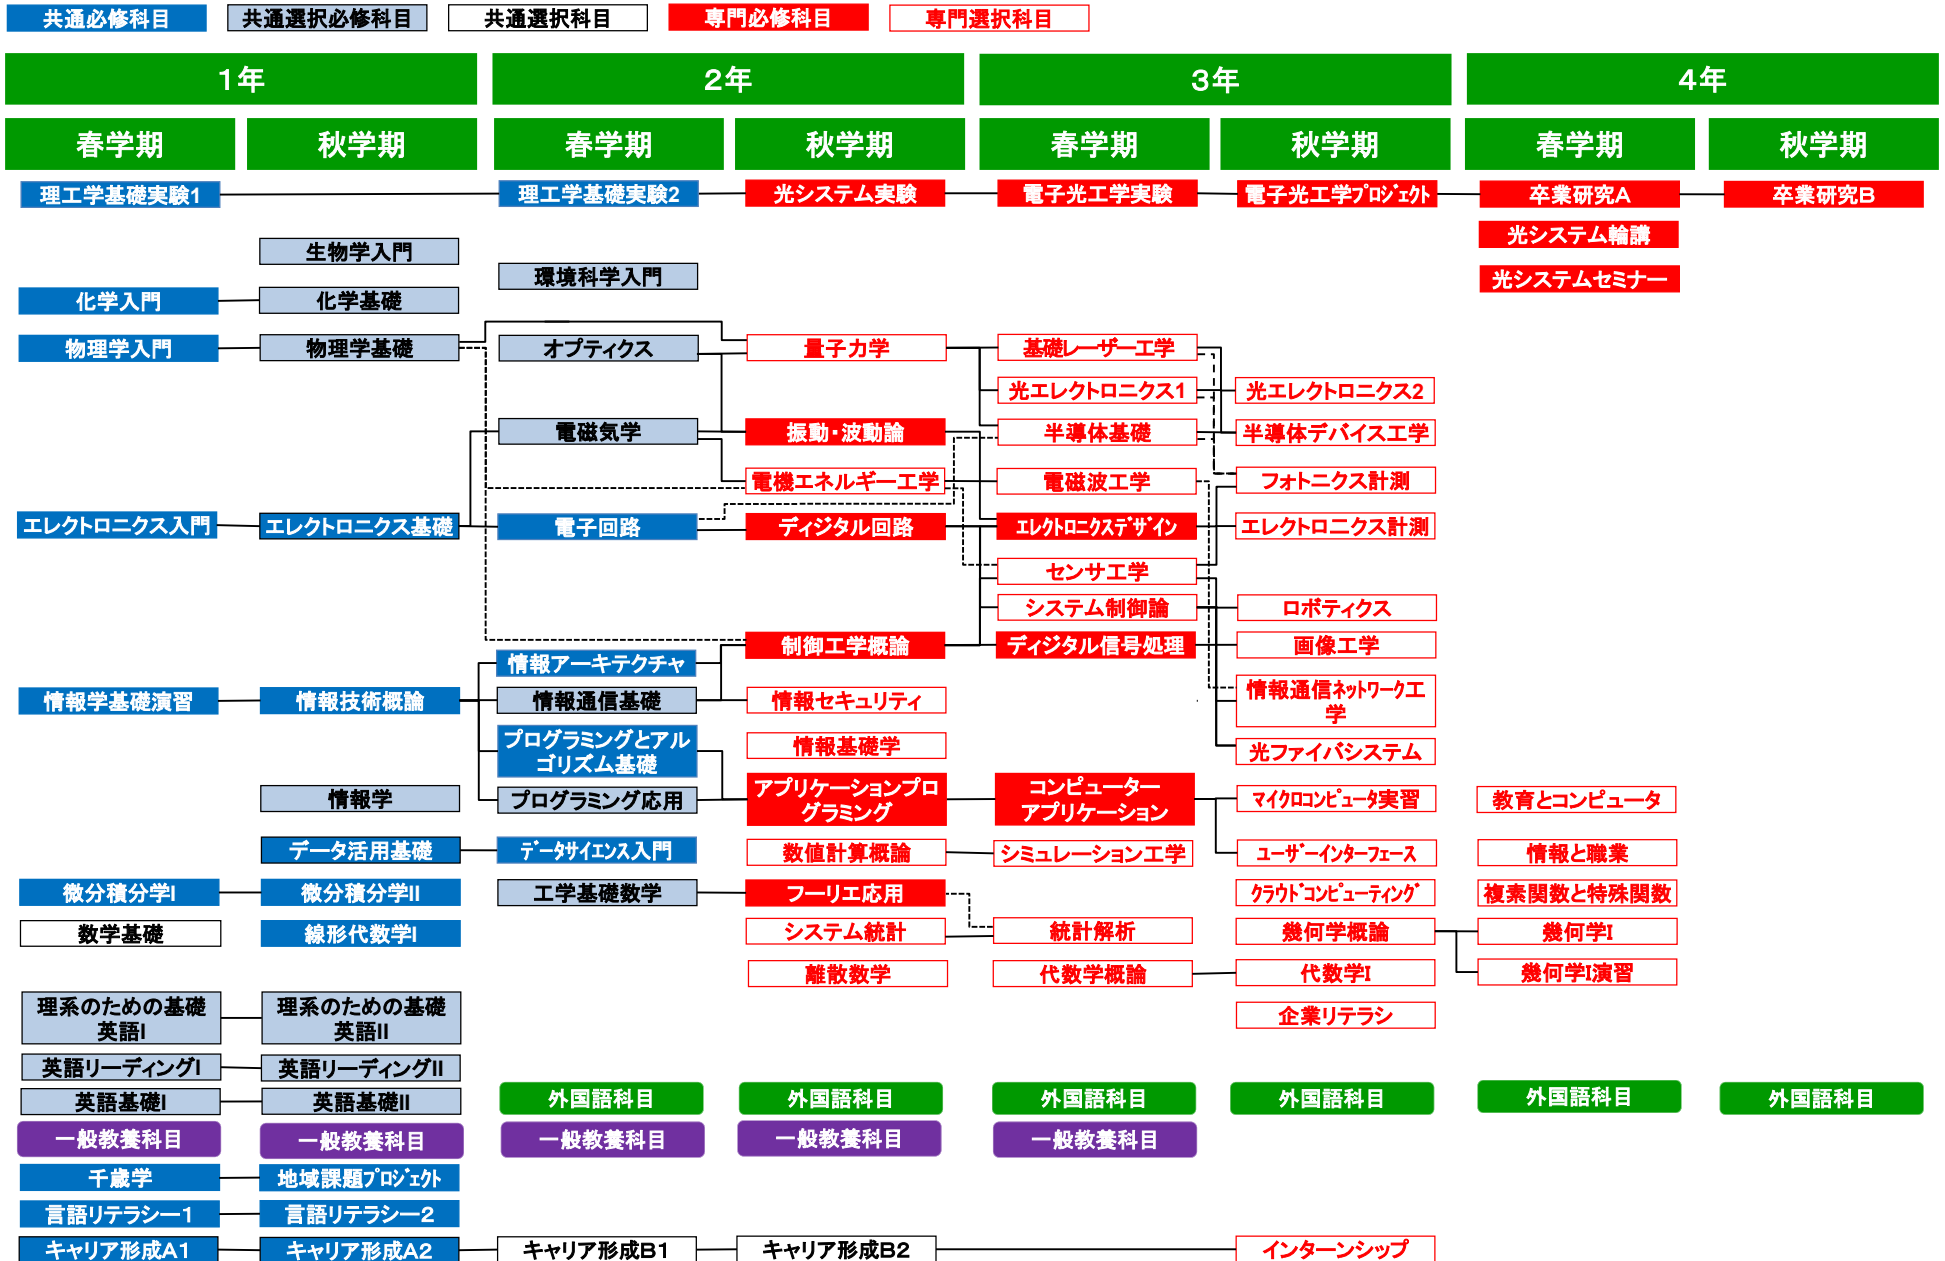 共通必修科目
共通選択必修科目
共通選択科目
専門必修科目
専門選択科目
1年
2年
3年
4年
春学期
秋学期
春学期
秋学期
春学期
秋学期
春学期
秋学期
理工学基礎実験1
理工学基礎実験2
光システム実験
電子光工学実験
電子光工学プロジェクト
卒業研究A
卒業研究B
光システム輪講
生物学入門
環境科学入門
光システムセミナー
化学入門
化学基礎
物理学入門
物理学基礎
オプティクス
量子力学
基礎レーザー工学
光エレクトロニクス1
光エレクトロニクス2
電磁気学
振動・波動論
半導体基礎
半導体デバイス工学
電機エネルギー工学
電磁波工学
フォトニクス計測
エレクトロニクス入門
エレクトロニクス基礎
電子回路
ディジタル回路
エレクトロニクスデザイン
エレクトロニクス計測
センサ工学
システム制御論
ロボティクス
制御工学概論
ディジタル信号処理
画像工学
情報アーキテクチャ
情報学基礎演習
情報技術概論
情報通信基礎
情報セキュリティ
情報通信ネットワーク工
学
プログラミングとアル
ゴリズム基礎
情報基礎学
光ファイバシステム
情報学
プログラミング応用
アプリケーションプロ
グラミング
コンピューター
アプリケーション
マイクロコンピュータ実習
教育とコンピュータ
データ活用基礎
データサイエンス入門
数値計算概論
シミュレーション工学
ユーザーインターフェース
情報と職業
微分積分学I
微分積分学II
工学基礎数学
フーリエ応用
クラウドコンピューティング
複素関数と特殊関数
数学基礎
線形代数学I
システム統計
統計解析
幾何学概論
幾何学I
離散数学
代数学概論
代数学I
幾何学I演習
理系のための基礎
英語I
理系のための基礎
英語II
企業リテラシ
英語リーディングI
英語リーディングII
英語基礎I
英語基礎II
外国語科目
外国語科目
外国語科目
外国語科目
外国語科目
外国語科目
一般教養科目
一般教養科目
一般教養科目
一般教養科目
一般教養科目
千歳学
地域課題プロジェクト
言語リテラシー1
言語リテラシー2
キャリア形成A1
キャリア形成A2
キャリア形成B1
キャリア形成B2
インターンシップ